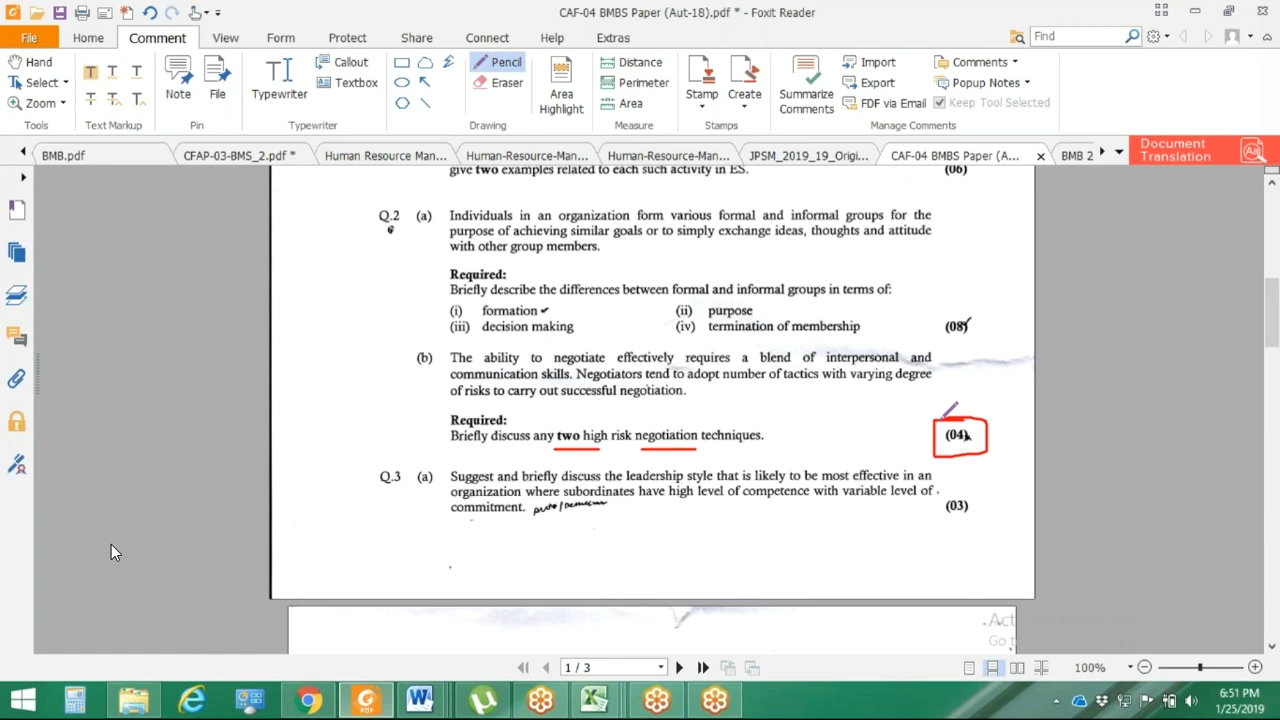 CAF-04 BMBS Paper (Aut-18).pdf * - Foxit Reader
File Home Comment View Form Protect Share Connect Help Extras Find
Hand
Select
Zoom
Tools
Text Markup
Note File
Pin
Typewriter
Callout
Textbox
Typewriter
Pencil
Eraser
Drawing
Area Highlight
Distance
Perimeter
Area
Measure
Stamp Create
Stamps
Summarize Comments
Import
Export
FDF via Email
Comments
Popup Notes
Keep Tool Selected
Manage Comments
BMB.pdf CFAP-03-BMS_2.pdf * Human Resource Man... Human-Resource-Man... Human-Resource-Man... JPSM_2019_19_Origi... CAF-04 BMBS Paper (A... BMB 2
Document Translation
give two examples related to each such activity in ES. (06)
Q.2 (a) Individuals in an organization form various formal and informal groups for the
purpose of achieving similar goals or to simply exchange ideas, thoughts and attitude
with other group members.
Required:
Briefly describe the differences between formal and informal groups in terms of:
(i) formation (ii) purpose
(iii) decision making (iv) termination of membership (08)
(b) The ability to negotiate effectively requires a blend of interpersonal and
communication skills. Negotiators tend to adopt number of tactics with varying degree
of risks to carry out successful negotiation.
Required:
Briefly discuss any two high risk negotiation techniques. (04)
Q.3 (a) Suggest and briefly discuss the leadership style that is likely to be most effective in an
organization where subordinates have high level of competence with variable level of
commitment. (03)
1 / 3 100%
6:51 PM
1/25/2019